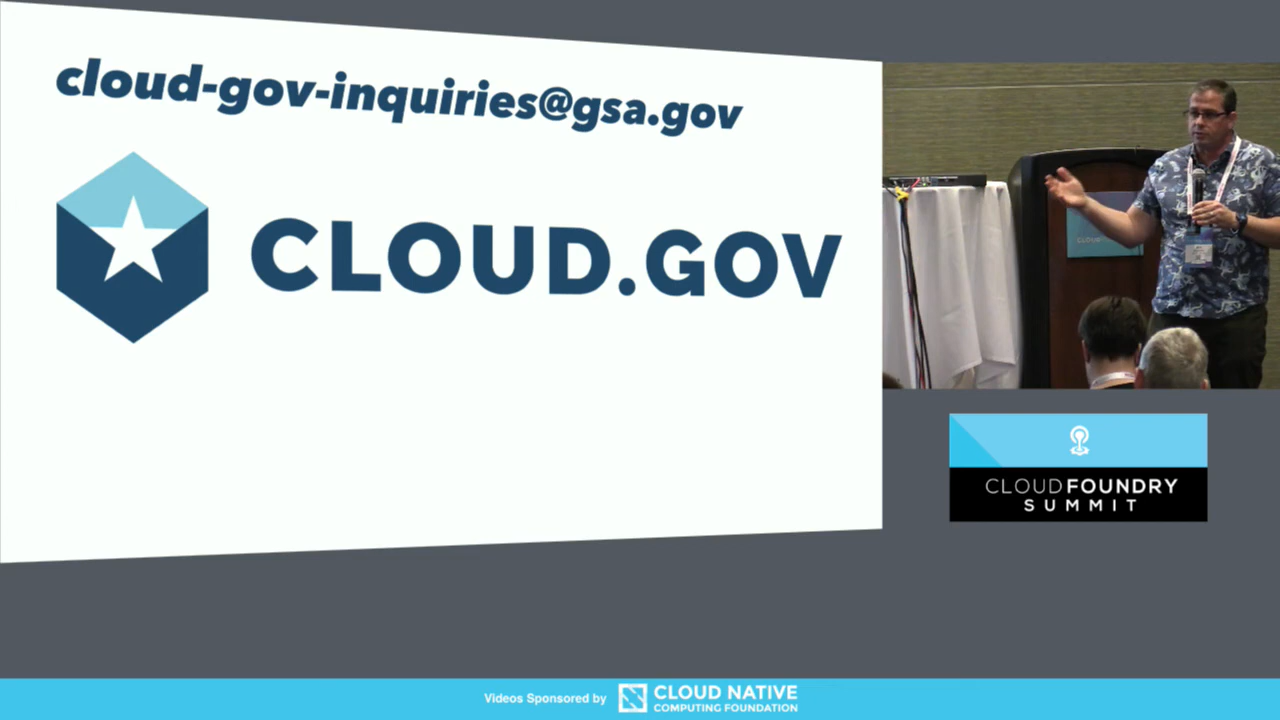 cloud-gov-inquiries@gsa.gov
CLOUD.GOV
CLOUDFOUNDRY
SUMMIT
Videos Sponsored by
CLOUD NATIVE
COMPUTING FOUNDATION